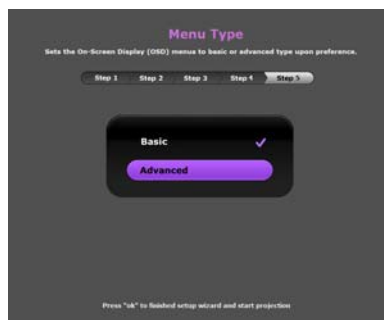 Menu Type
Sets the On-Screen Display (OSD) menus to basic or advanced type upon preference.
Step 1 Step 2 Step 3 Step 4 Step 5
Basic
Advanced
Press "ok" to finished setup wizard and start projection